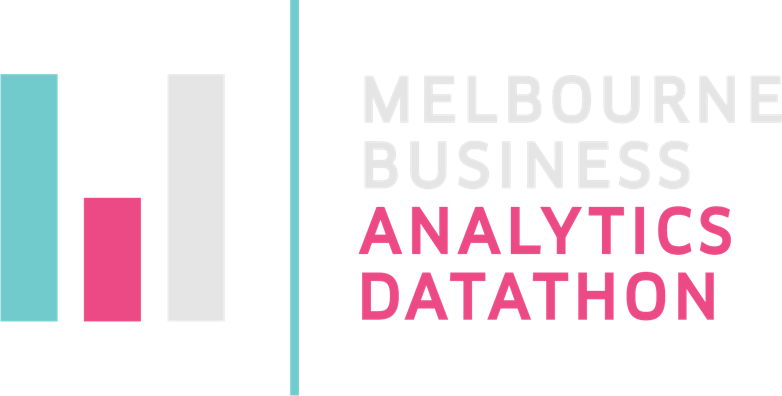 MELBOURNE
BUSINESS
ANALYTICS
DATATHON